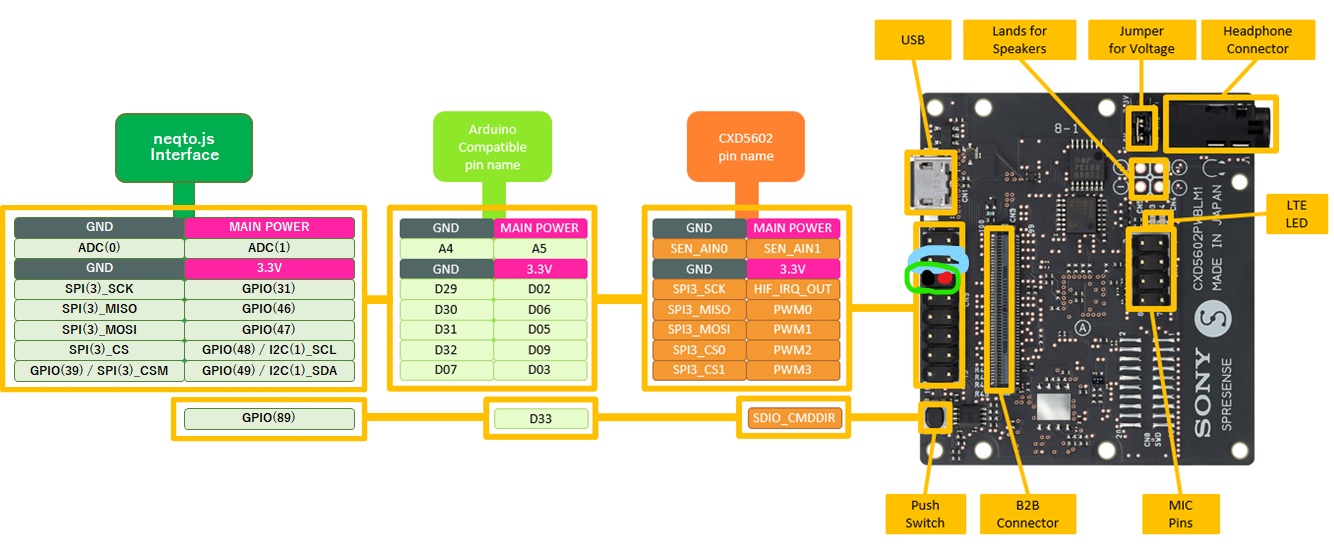 USB
Lands for
Speakers
Jumper
for Voltage
Headphone
Connector
neqto.js
Interface
Arduino
Compatible
pin name
CXD5602
pin name
8-1
LTE
LED
GND MAIN POWER
ADC(0) ADC(1)
GND 3.3V
SPI(3)_SCK GPIO(31)
SPI(3)_MISO GPIO(46)
SPI(3)_MOSI GPIO(47)
SPI(3)_CS GPIO(48) / I2C(1)_SCL
GPIO(39) / SPI(3)_CSM GPIO(49) / I2C(1)_SDA
GPIO(89)
GND MAIN POWER
A4 A5
GND 3.3V
D29 D02
D30 D06
D31 D05
D32 D09
D07 D03
D33
GND MAIN POWER
SEN_AIN0 SEN_AIN1
GND 3.3V
SPI3_SCK HIF_IRQ_OUT
SPI3_MISO PWM0
SPI3_MOSI PWM1
SPI3_CS0 PWM2
SPI3_CS1 PWM3
SDIO_CMDDIR
CXD5602PWBLM1
MADE IN JAPAN
A
S
SONY
SPRESENSE
CN8
SWD
Push
Switch
B2B
Connector
MIC
Pins